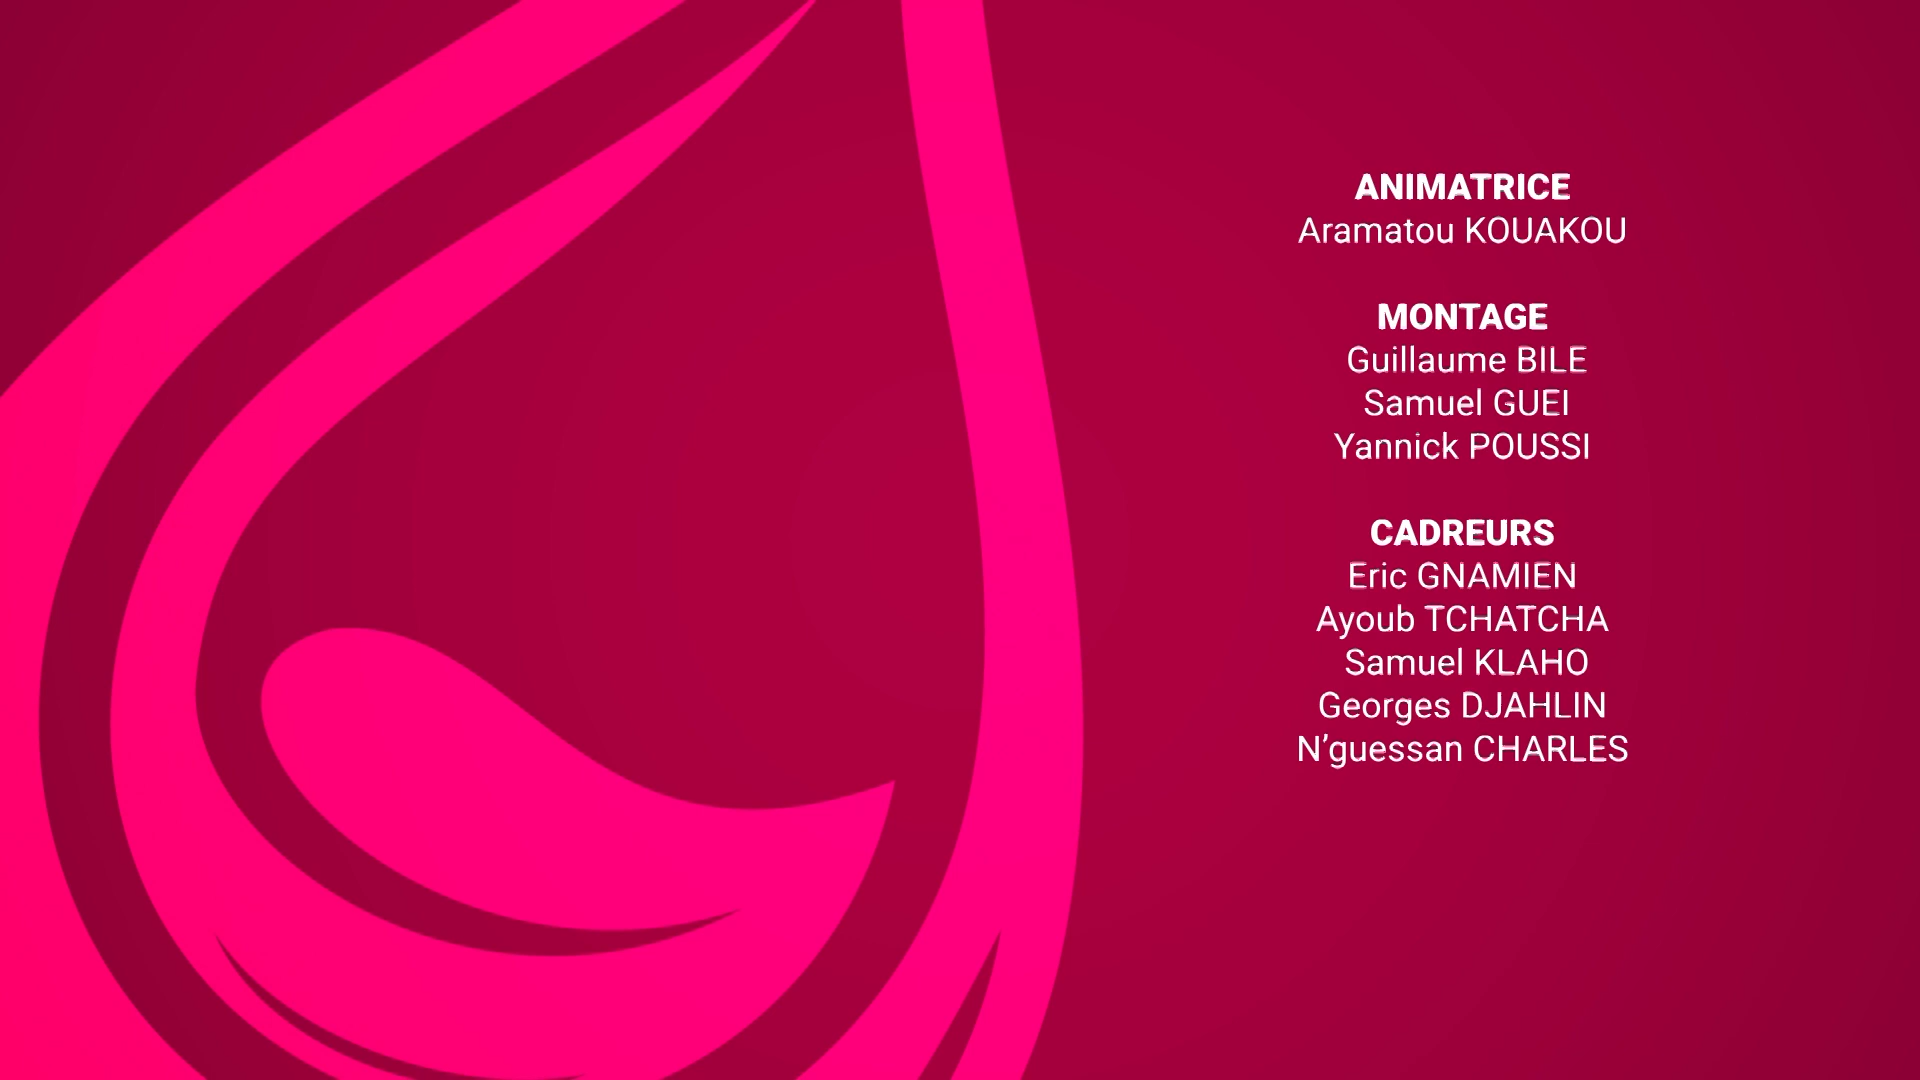 ANIMATRICE
Aramatou KOUAKOU
MONTAGE
Guillaume BILE
Samuel GUEI
Yannick POUSSI
CADREURS
Eric GNAMIEN
Ayoub TCHATCHA
Samuel KLAHO
Georges DJAHLIN
N’guessan CHARLES